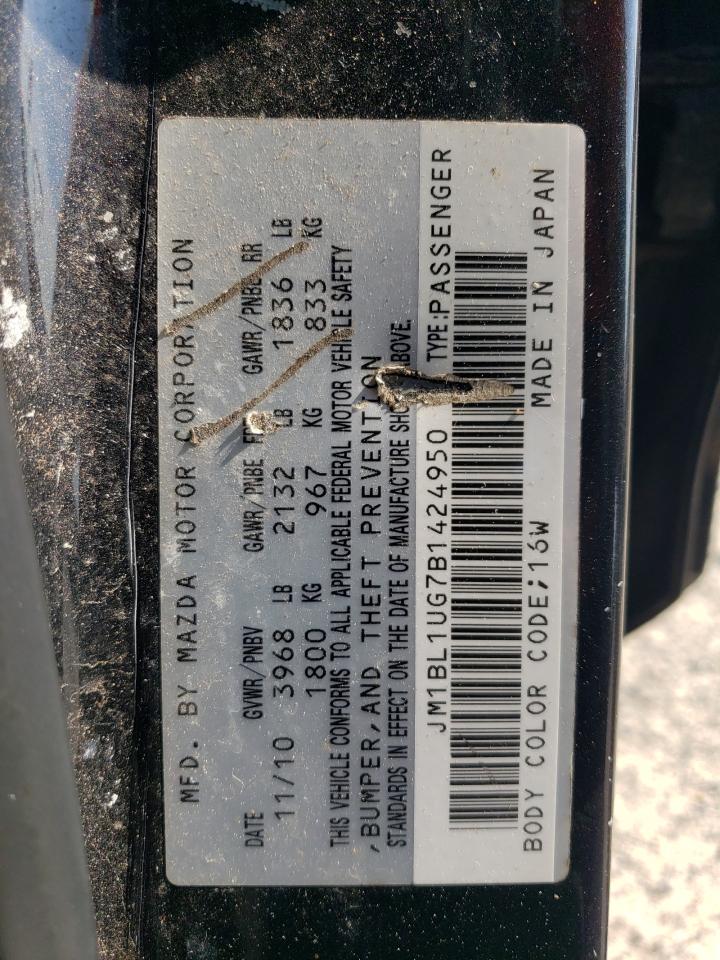 MFD. BY MAZDA MOTOR CORPORATION
DATE GVWR/PNBV GAWR/PNBE GAWR/PNBE RR
11/10 3968 LB 2132 LB 1836 LB
1800 KG 967 KG 833 KG
THIS VEHICLE CONFORMS TO ALL APPLICABLE FEDERAL MOTOR VEHICLE SAFETY
,BUMPER,AND THEFT PREVENTION
STANDARDS IN EFFECT ON THE DATE OF MANUFACTURE SHOWN ABOVE.
JM1BL1UG7B1424950 TYPE:PASSENGER
BODY COLOR CODE;16W MADE IN JAPAN